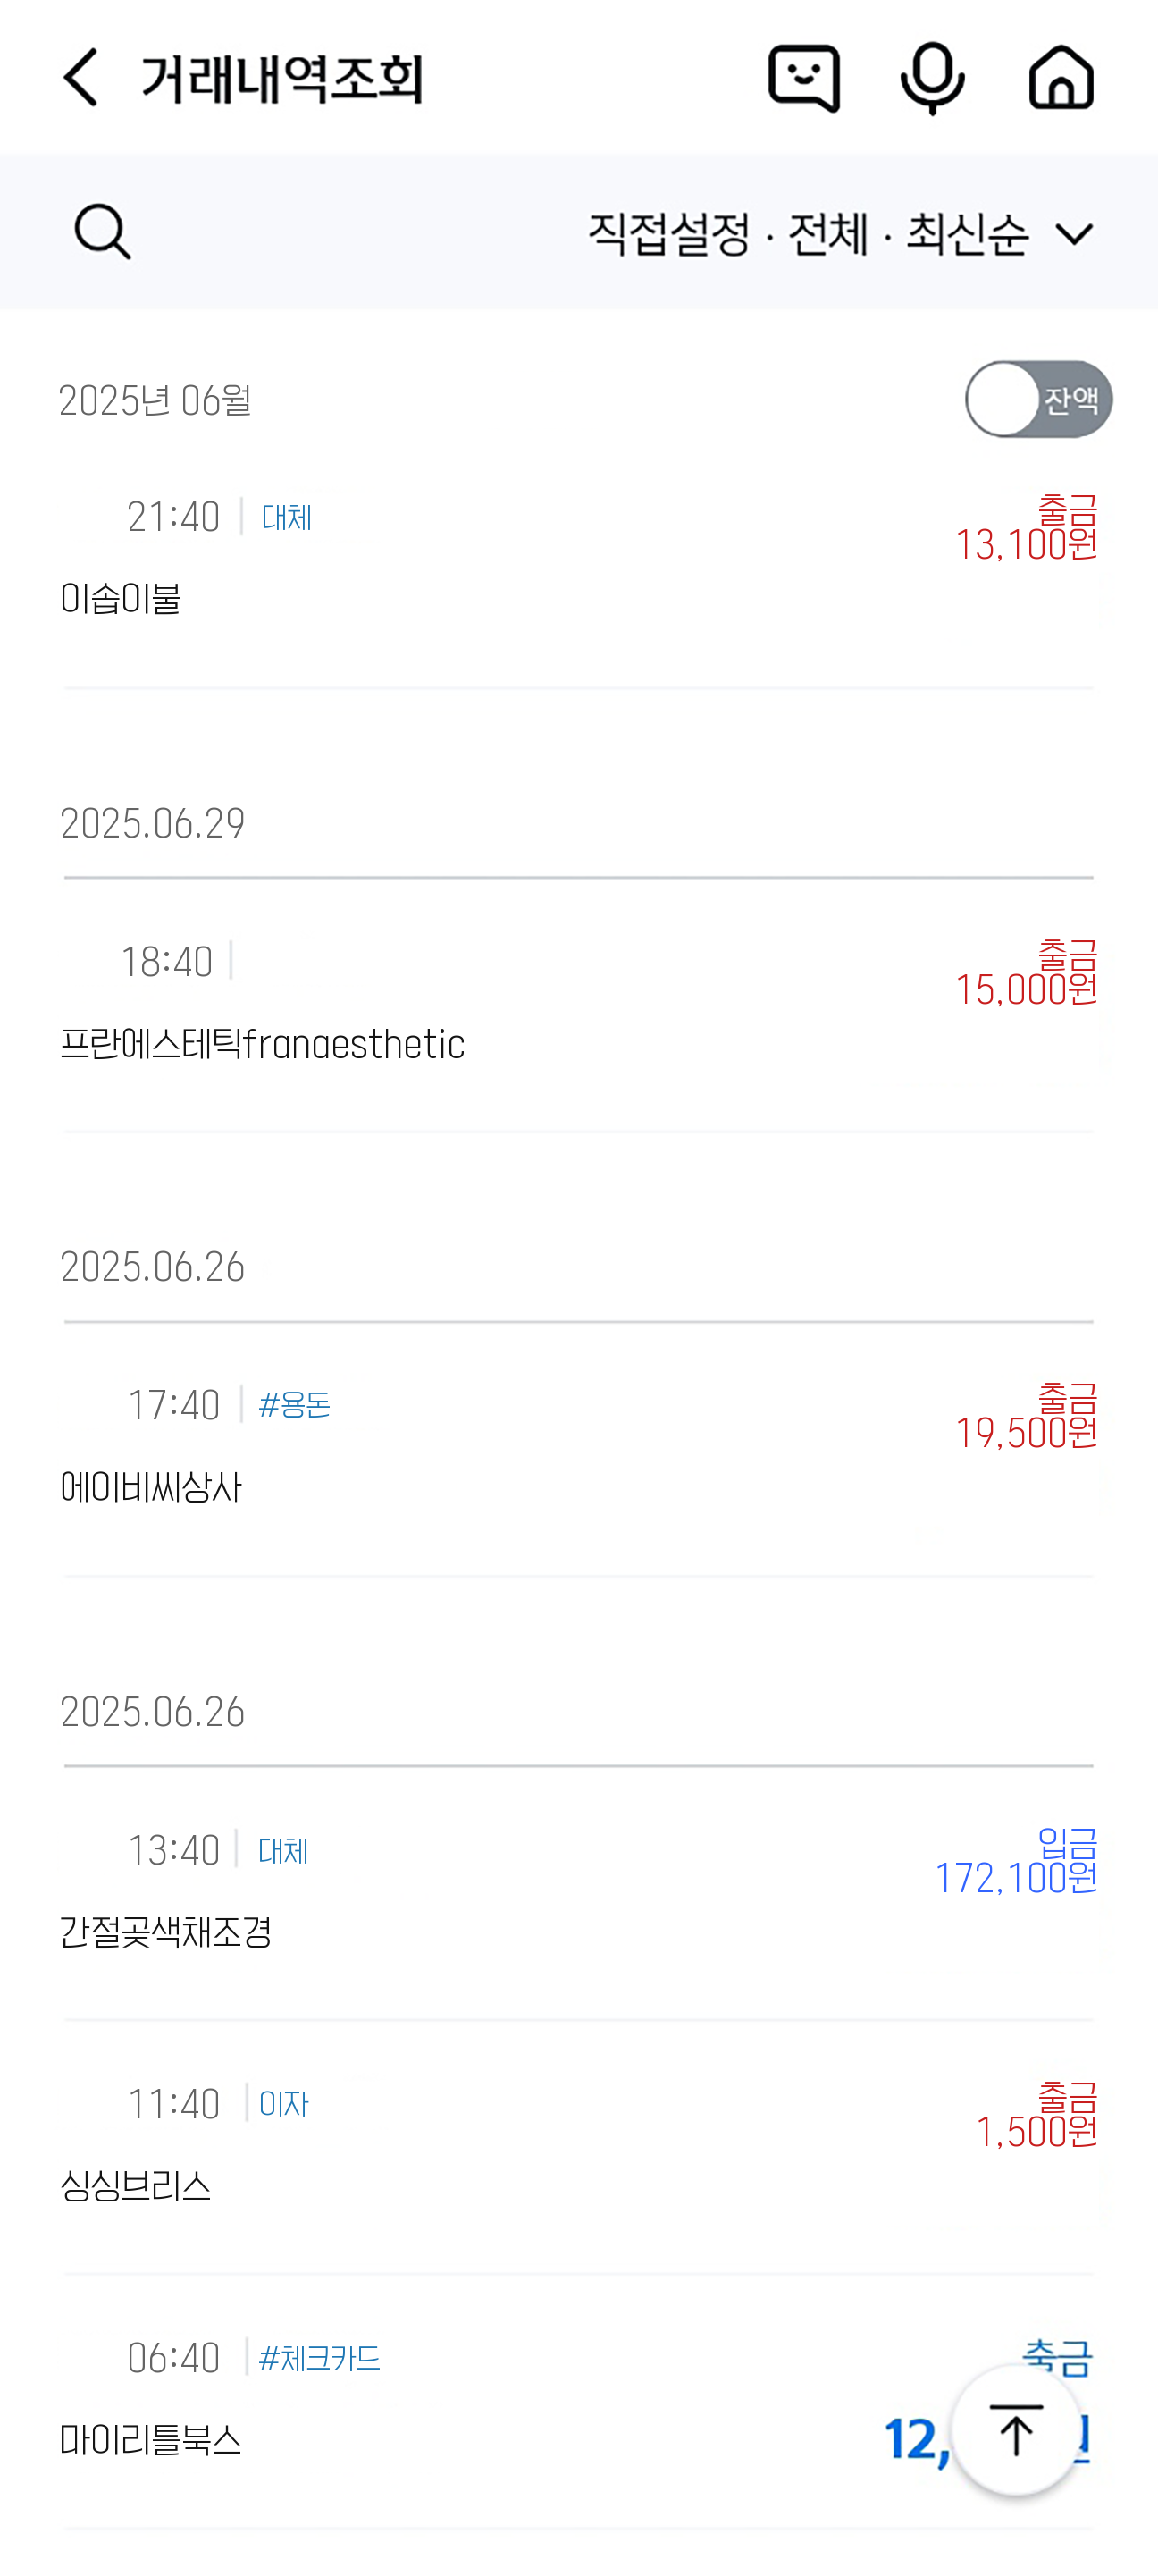 거래내역조회
직접설정 · 전체 · 최신순
2025년 06월
잔액
21:40 대체
출금
13,100원
이솝이불
2025.06.29
18:40
출금
15,000원
프란에스테틱franaesthetic
2025.06.26
17:40 #용돈
출금
19,500원
에이비씨상사
2025.06.26
13:40 대체
입금
172,100원
간절곶색채조경
11:40 이자
출금
1,500원
싱싱브리스
06:40 #체크카드
출금
마이리틀북스
12,